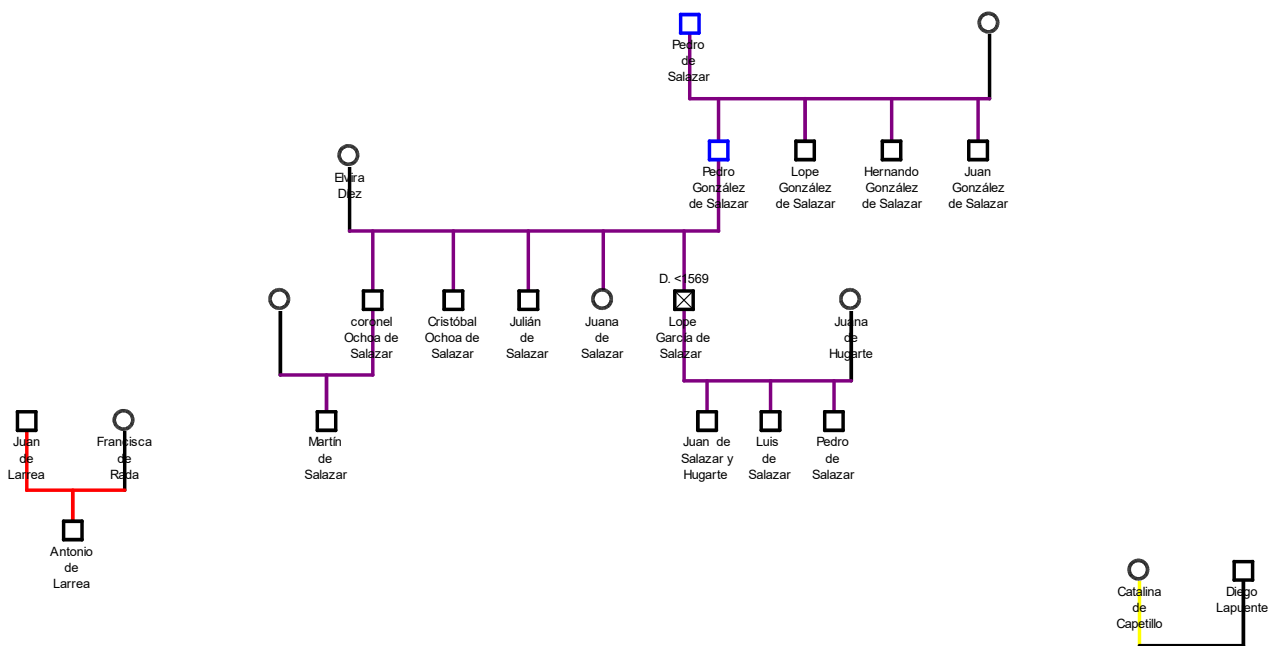 Pedro
de
Salazar
Elvira
Díez
Pedro
González
de Salazar
Lope
González
de Salazar
Hernando
González
de Salazar
Juan
González
de Salazar
D. <1569
coronel
Ochoa de
Salazar
Cristóbal
Ochoa de
Salazar
Julián
de
Salazar
Juana
de
Salazar
Lope
García de
Salazar
Juana
de
Hugarte
Juan
de
Larrea
Francisca
de
Rada
Martín
de
Salazar
Juan de
Salazar y
Hugarte
Luis
de
Salazar
Pedro
de
Salazar
Antonio
de
Larrea
Catalina
de
Capetillo
Diego
Lapuente